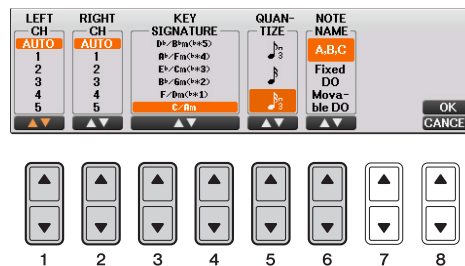 LEFT RIGHT KEY QUAN- NOTE
CH CH SIGNATURE TIZE NAME
AUTO AUTO D♭/B♭m(♭*5) A,B,C
1 1 A♭/Fm(♭*4)
2 2 E♭/Cm(♭*3) Fixed
3 3 B♭/Gm(♭*2) DO
4 4 F/Dm(♭*1) Mova-
5 5 C/Am ble DO OK
CANCE
1 2 3 4 5 6 7 8